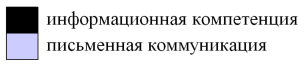 информационная компетенция
письменная коммуникация